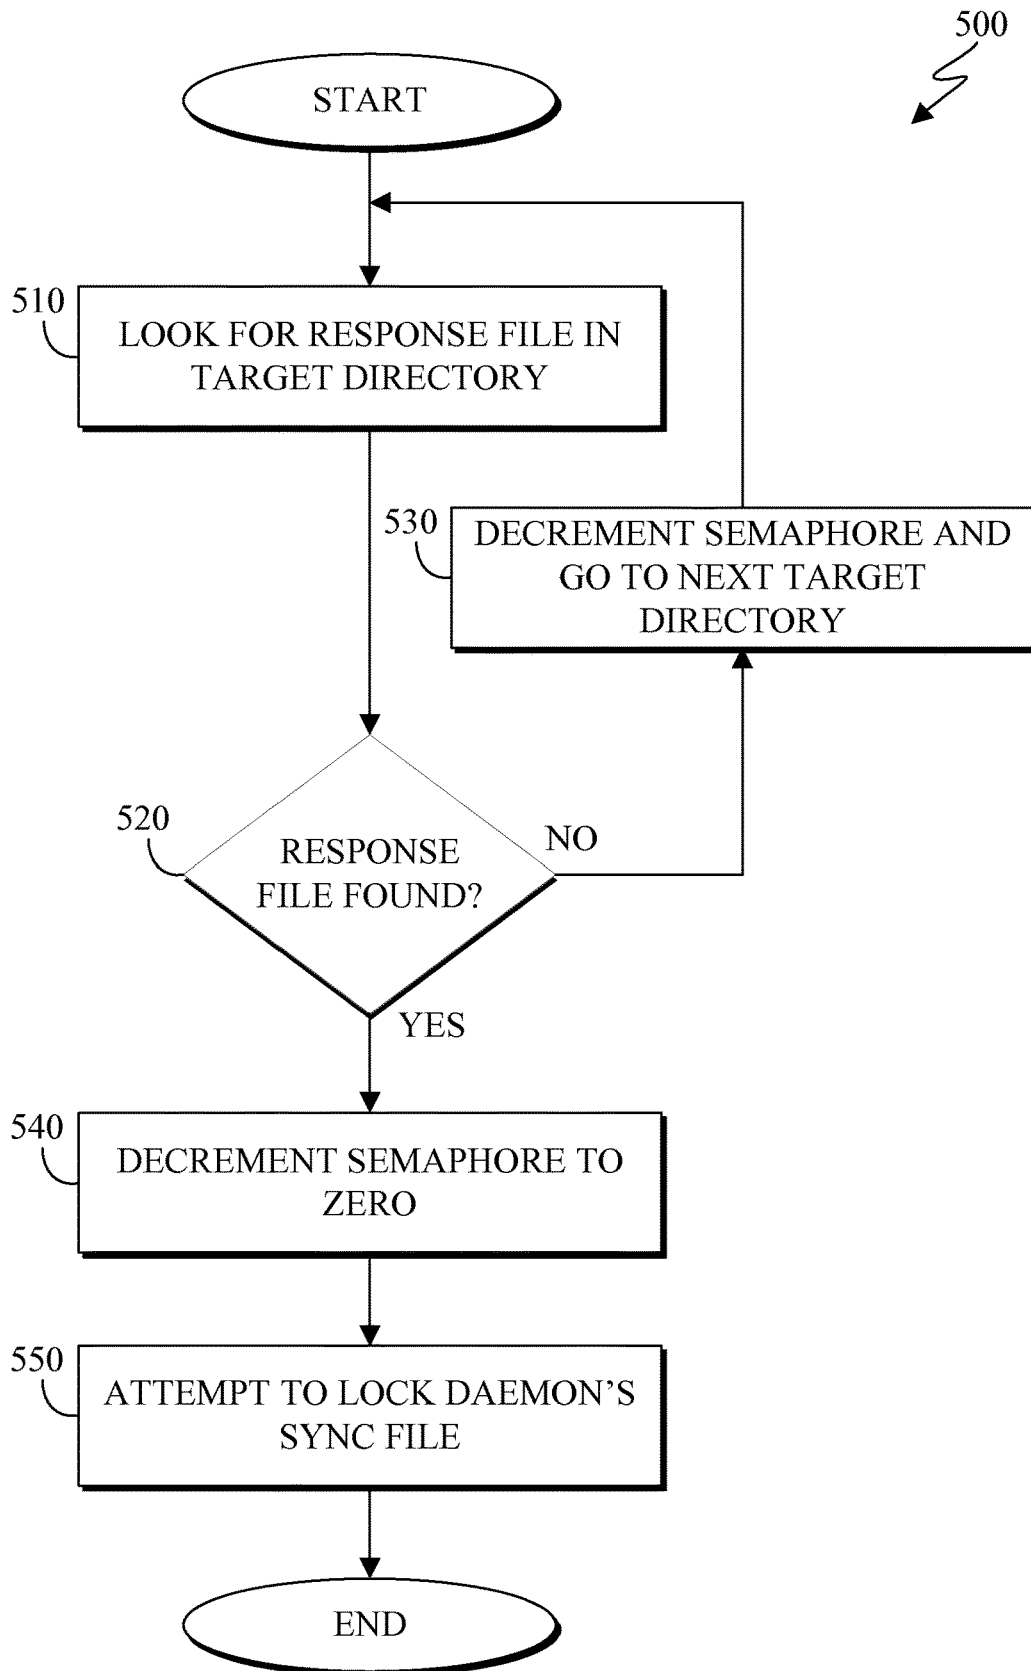 500
START
510
LOOK FOR RESPONSE FILE IN
TARGET DIRECTORY
530
DECREMENT SEMAPHORE AND
GO TO NEXT TARGET
DIRECTORY
520
RESPONSE
FILE FOUND?
NO
YES
540
DECREMENT SEMAPHORE TO
ZERO
550
ATTEMPT TO LOCK DAEMON'S
SYNC FILE
END